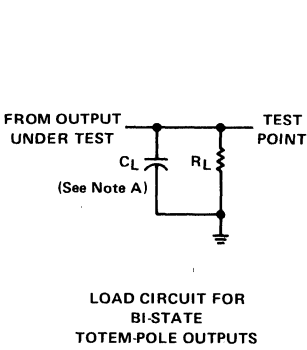 FROM OUTPUT
UNDER TEST
TEST
POINT
CL
RL
(See Note A)
LOAD CIRCUIT FOR
BI-STATE
TOTEM-POLE OUTPUTS